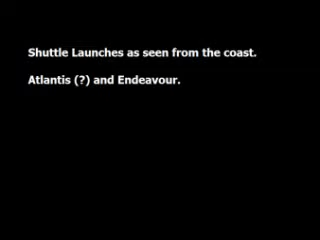 Shuttle Launches as seen from the coast.
Atlantis (?) and Endeavour.